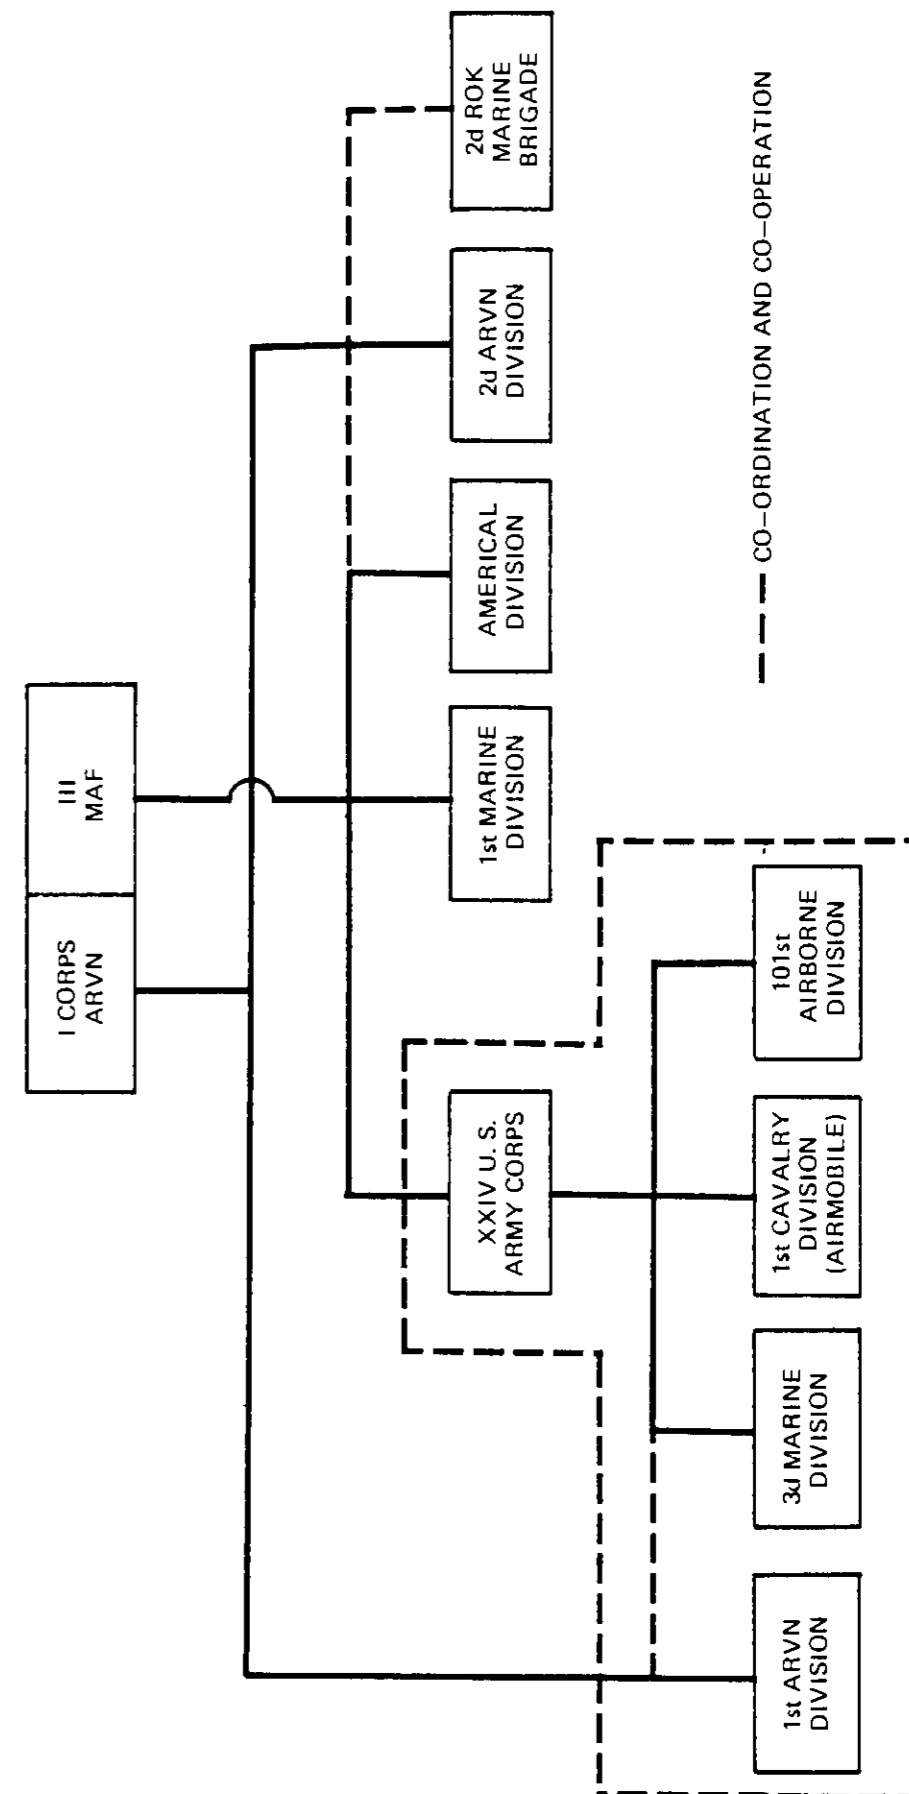 I CORPS
ARVN
III
MAF
XXIV U. S.
ARMY CORPS
1st MARINE
DIVISION
AMERICAL
DIVISION
2d ARVN
DIVISION
2d ROK
MARINE
BRIGADE
1st ARVN
DIVISION
3d MARINE
DIVISION
1st CAVALRY
DIVISION
(AIRMOBILE)
101st
AIRBORNE
DIVISION
CO–ORDINATION AND CO–OPERATION